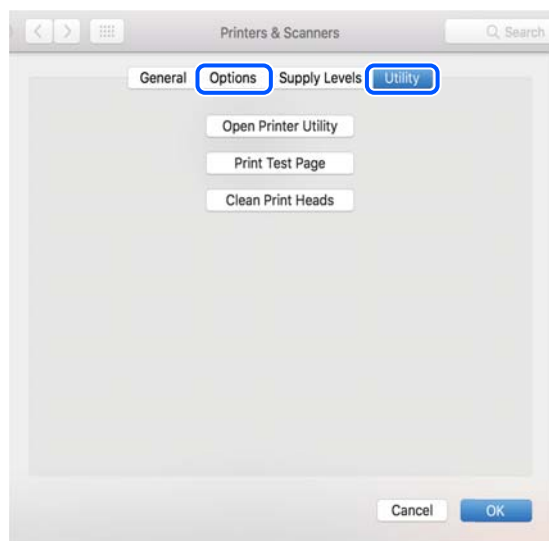 Printers & Scanners Search
General Options Supply Levels Utility
Open Printer Utility
Print Test Page
Clean Print Heads
Cancel OK